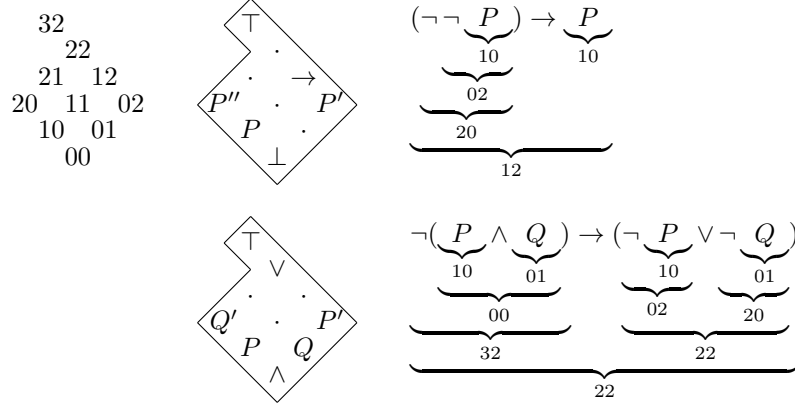 32
22
21 12
20 11 02
10 01
00
⊤
·
· →
P'' · P'
P ·
⊥
(¬ ¬ P) → P
10 10
02
20
12
⊤
∨
· ·
Q' · P'
P Q
∧
¬(P ∧ Q) → (¬ P ∨ ¬ Q)
10 01 10 01
00 02 20
32 22
22